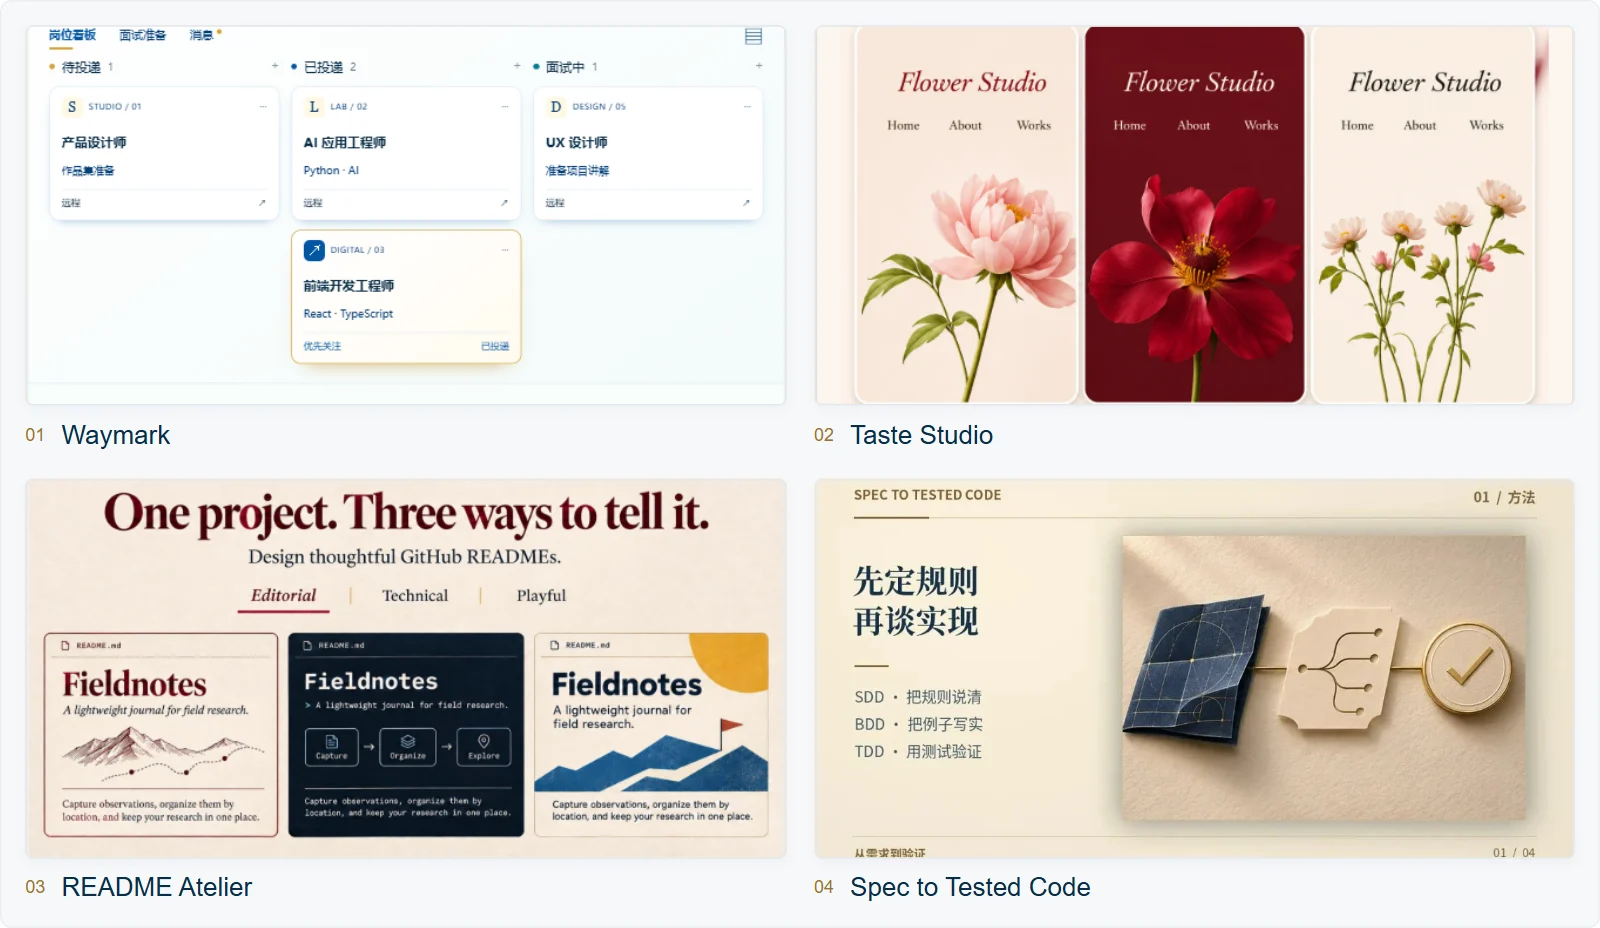 岗位看板 面试准备 消息
待投递 1 +
已投递 2 +
面试中 1 +
S STUDIO / 01 ...
产品设计师
作品集准备
远程 ↗
L LAB / 02 ...
AI 应用工程师
Python · AI
远程 ↗
D DESIGN / 05 ...
UX 设计师
准备项目讲解
远程 ↗
DIGITAL / 03 ...
前端开发工程师
React · TypeScript
优先关注 已投递
01 Waymark
Flower Studio
Home About Works
Flower Studio
Home About Works
Flower Studio
Home About Works
02 Taste Studio
One project. Three ways to tell it.
Design thoughtful GitHub READMEs.
Editorial | Technical | Playful
README.md
Fieldnotes
A lightweight journal for field research.
Capture observations, organize them by
location, and keep your research in one place.
README.md
Fieldnotes
> A lightweight journal for field research.
Capture → Organize → Explore
Capture observations, organize them by
location, and keep your research in one place.
README.md
Fieldnotes
A lightweight journal for
field research.
Capture observations, organize them by
location, and keep your research in one place.
03 README Atelier
SPEC TO TESTED CODE 01 / 方法
先定规则
再谈实现
SDD · 把规则说清
BDD · 把例子写实
TDD · 用测试验证
从需求到验证 01 / 04
04 Spec to Tested Code